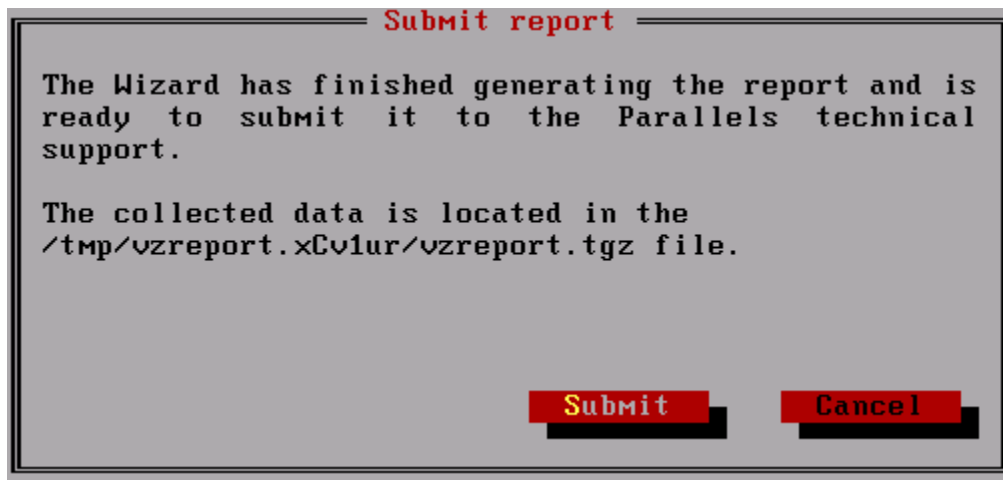 Submit report
The Wizard has finished generating the report and is
ready to submit it to the Parallels technical
support.
The collected data is located in the
/tmp/vzreport.xCv1ur/vzreport.tgz file.
Submit Cancel